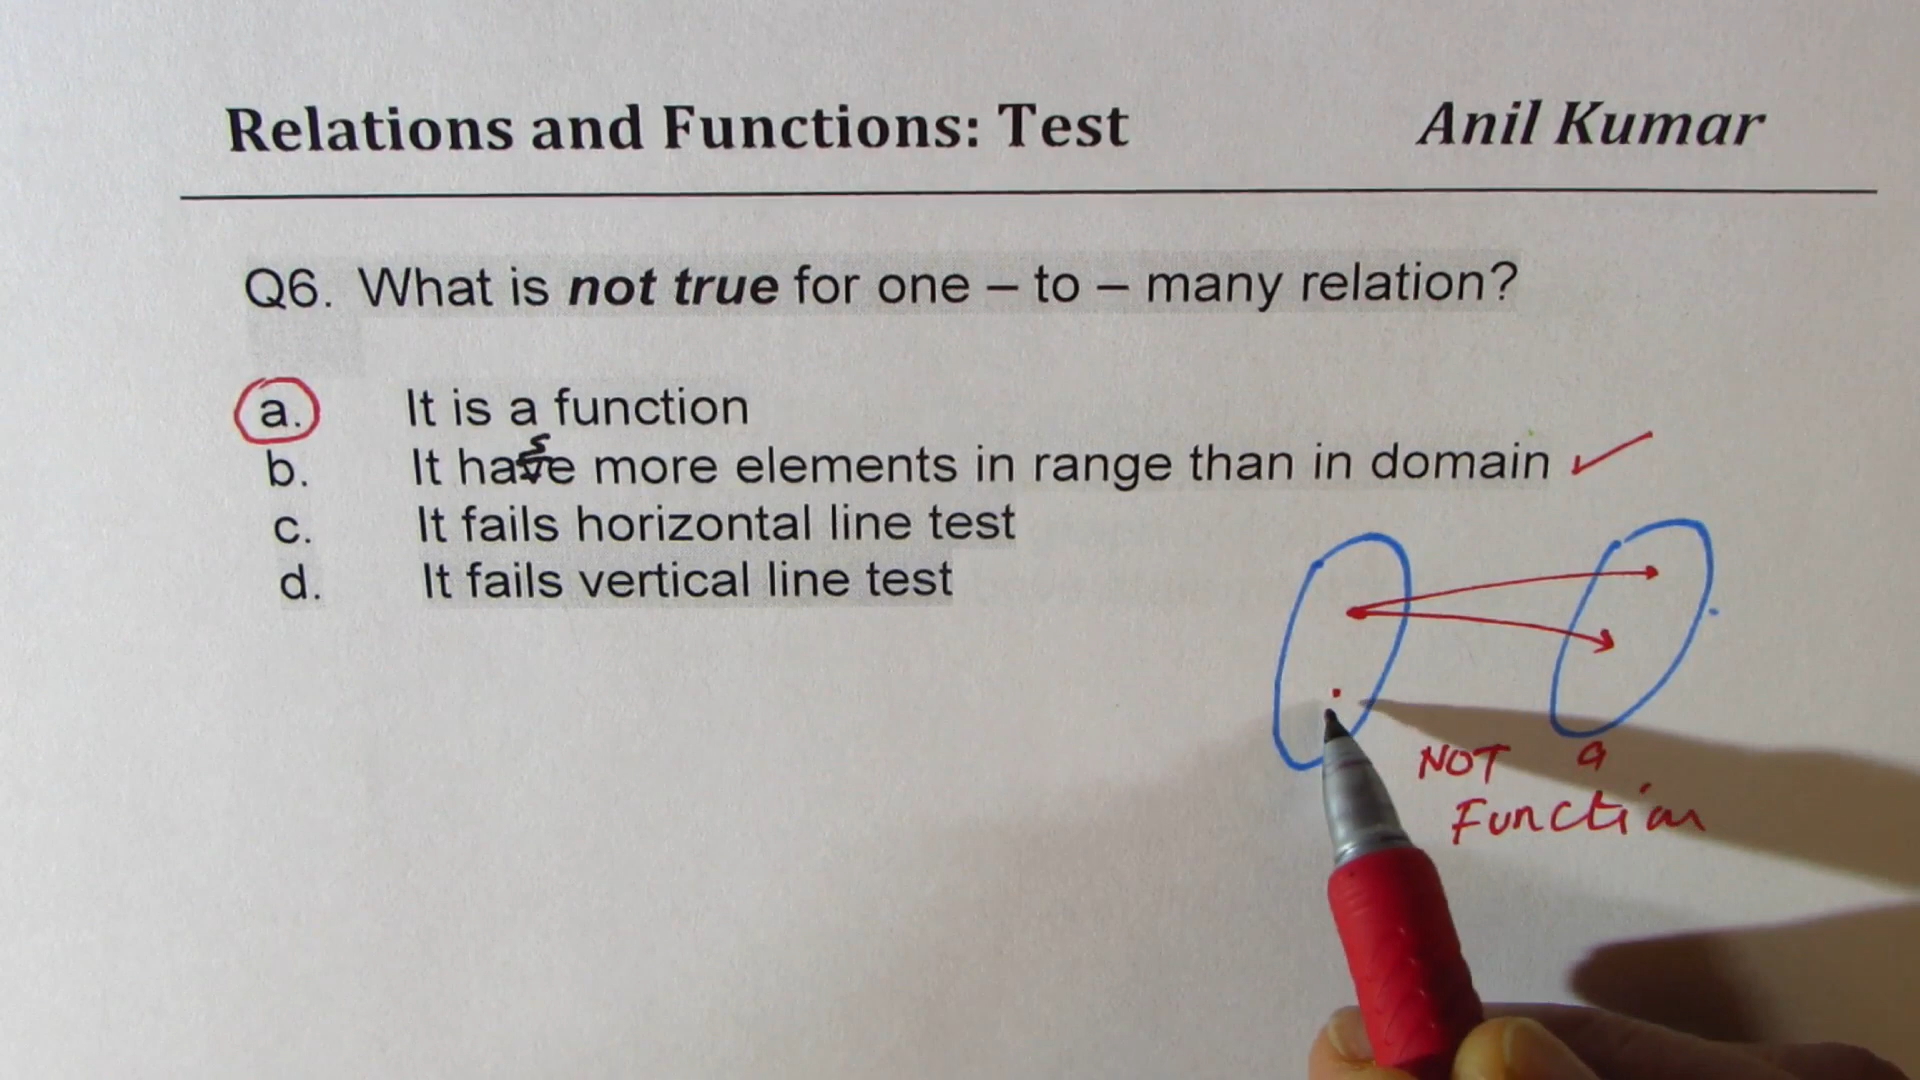 Relations and Functions: Test Anil Kumar
Q6. What is not true for one – to – many relation?
a. It is a function
b. It has more elements in range than in domain
c. It fails horizontal line test
d. It fails vertical line test
NOT a
Function